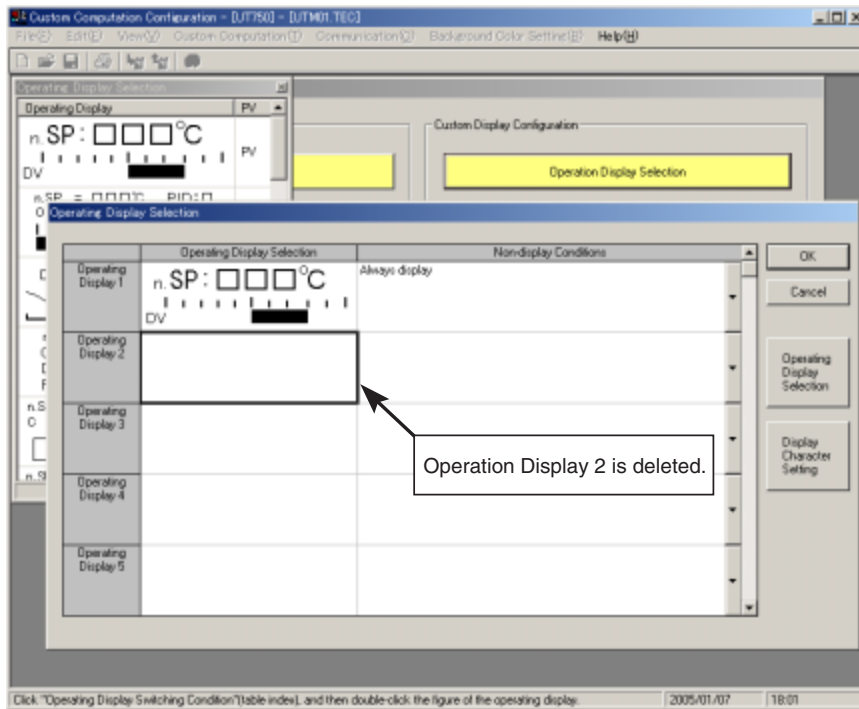 Custom Computation Configuration - [UT750] - [UTM01.TEC]
File(F) Edit(E) View(V) Custom Computation(T) Communication(C) Background Color Setting(B) Help(H)
Operating Display Selection
Operating Display PV
n. SP: □□□°C
DV
PV
Custom Display Configuration
Operation Display Selection
n.SP = □□□℃ PID:□
Operating Display Selection
Operating Display Selection Non-display Conditions
Operating Display 1
n. SP: □□□°C
DV
Always display
Operating Display 2
Operating Display 3
Operating Display 4
Operating Display 5
Operation Display 2 is deleted.
OK
Cancel
Operating Display Selection
Display Character Setting
Click "Operating Display Switching Condition"(table index), and then double-click the figure of the operating display. 2005/01/07 18:01